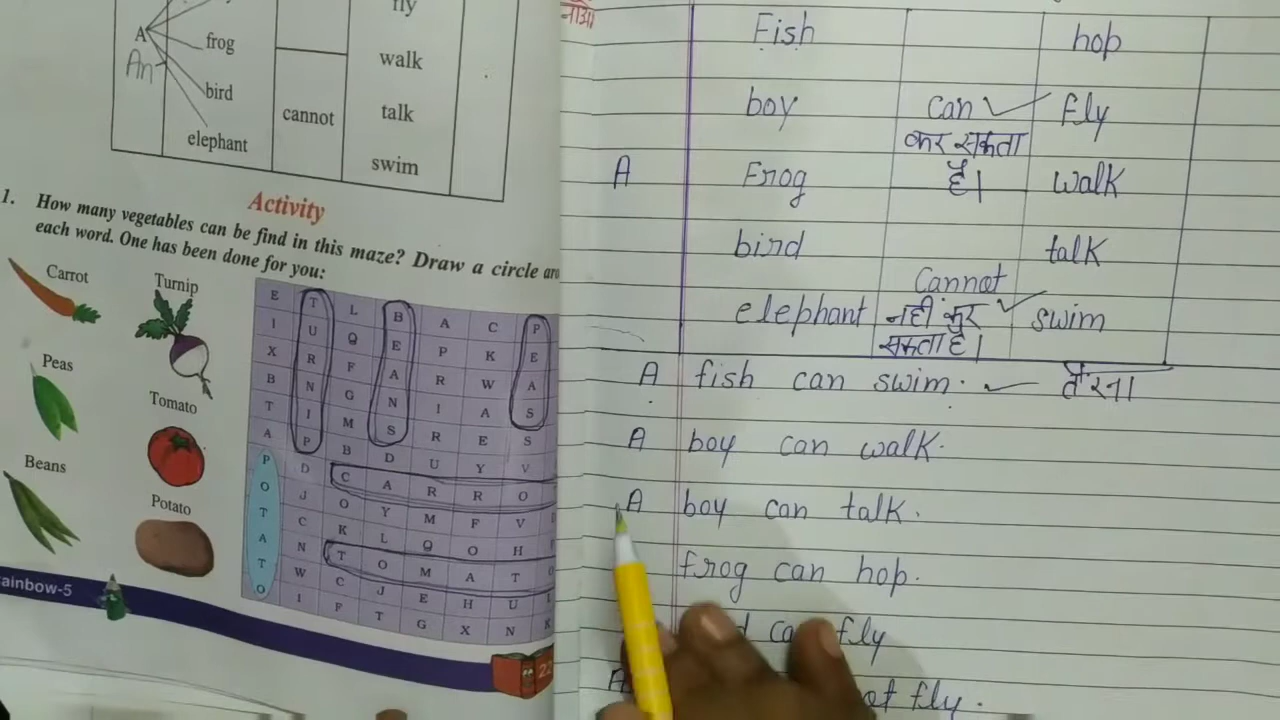 fly
A
frog
walk
An
bird
cannot
talk
elephant
swim
Activity
1. How many vegetables can be find in this maze? Draw a circle
each word. One has been done for you:
Carrot
Turnip
Peas
Tomato
Beans
Potato
E T L B A C P
I U Q E P K E
X R F A R W A
B N G N I A S
T I M S R E S
A P B D U Y V
P D C A R R O
O J O Y M F V
T C K L Q O H
A N T O M A T
T W C J E H U
O I F T G X N
ainbow-5
22
Fish hop
boy can fly
कर सकता
A Frog है। walk
bird talk
Cannot
elephant नही कर swim
सकता है।
A fish can swim. तैरना
A boy can walk.
A boy can talk.
frog can hop.
fly
A fly.